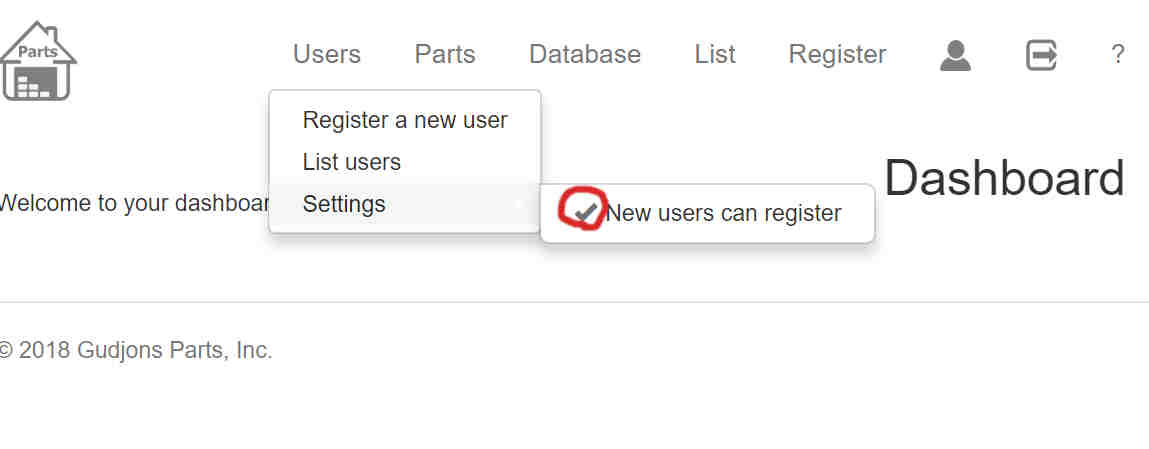 Parts
Users Parts Database List Register ?
Register a new user
List users
Settings
New users can register
Dashboard
Welcome to your
© 2018 Gudjons Parts, Inc.